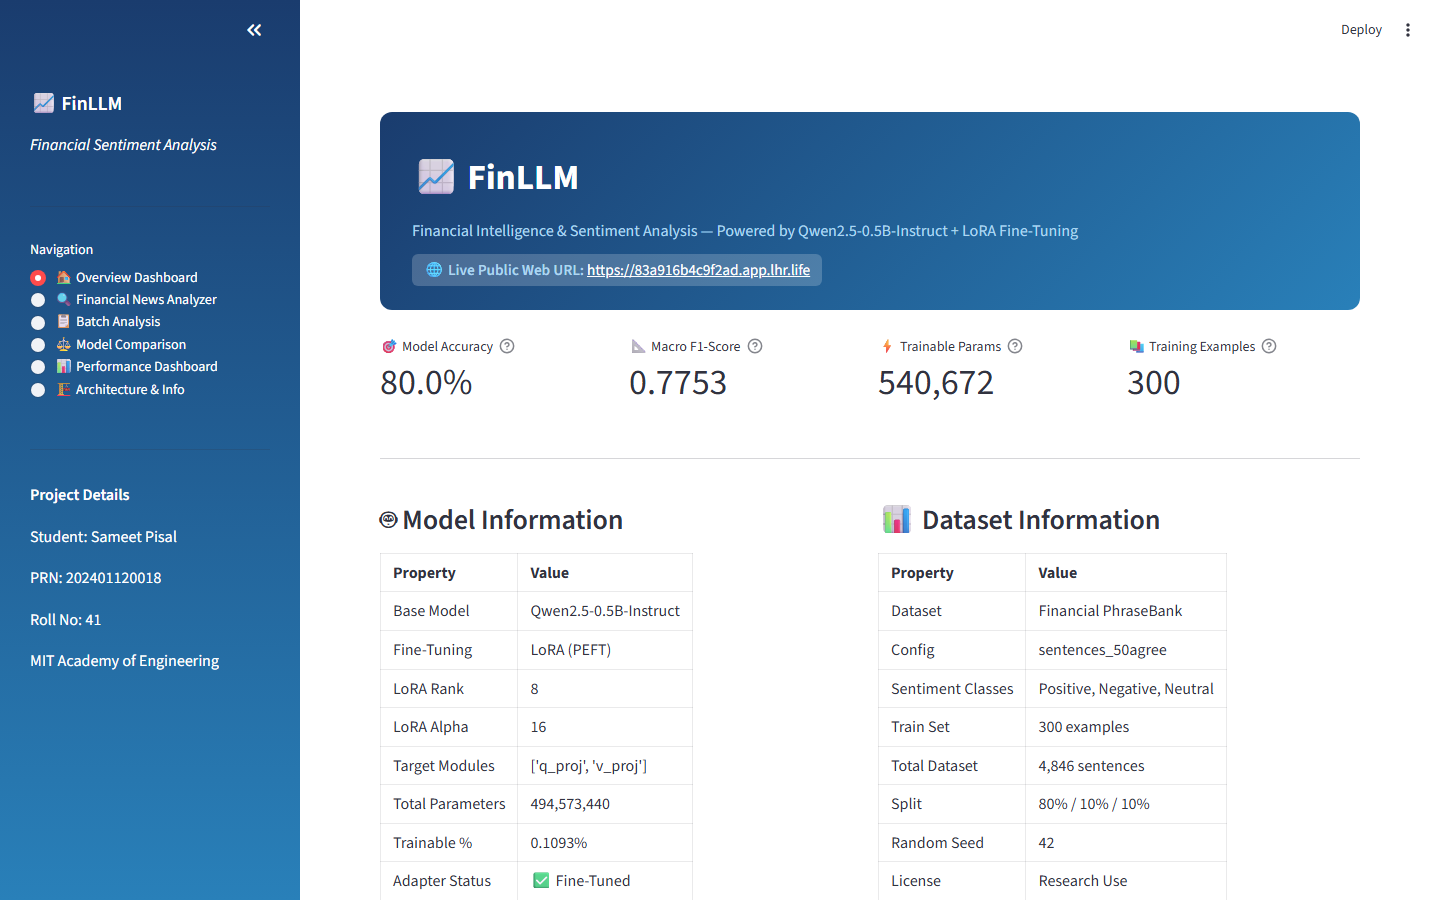 FinLLM
Financial Sentiment Analysis
Navigation
Overview Dashboard
Financial News Analyzer
Batch Analysis
Model Comparison
Performance Dashboard
Architecture & Info
Project Details
Student: Sameet Pisal
PRN: 202401120018
Roll No: 41
MIT Academy of Engineering
Deploy
FinLLM
Financial Intelligence & Sentiment Analysis — Powered by Qwen2.5-0.5B-Instruct + LoRA Fine-Tuning
Live Public Web URL: https://83a916b4c9f2ad.app.lhr.life
Model Accuracy
80.0%
Macro F1-Score
0.7753
Trainable Params
540,672
Training Examples
300
Model Information
Property Value
Base Model Qwen2.5-0.5B-Instruct
Fine-Tuning LoRA (PEFT)
LoRA Rank 8
LoRA Alpha 16
Target Modules ['q_proj', 'v_proj']
Total Parameters 494,573,440
Trainable % 0.1093%
Adapter Status Fine-Tuned
Dataset Information
Property Value
Dataset Financial PhraseBank
Config sentences_50agree
Sentiment Classes Positive, Negative, Neutral
Train Set 300 examples
Total Dataset 4,846 sentences
Split 80% / 10% / 10%
Random Seed 42
License Research Use